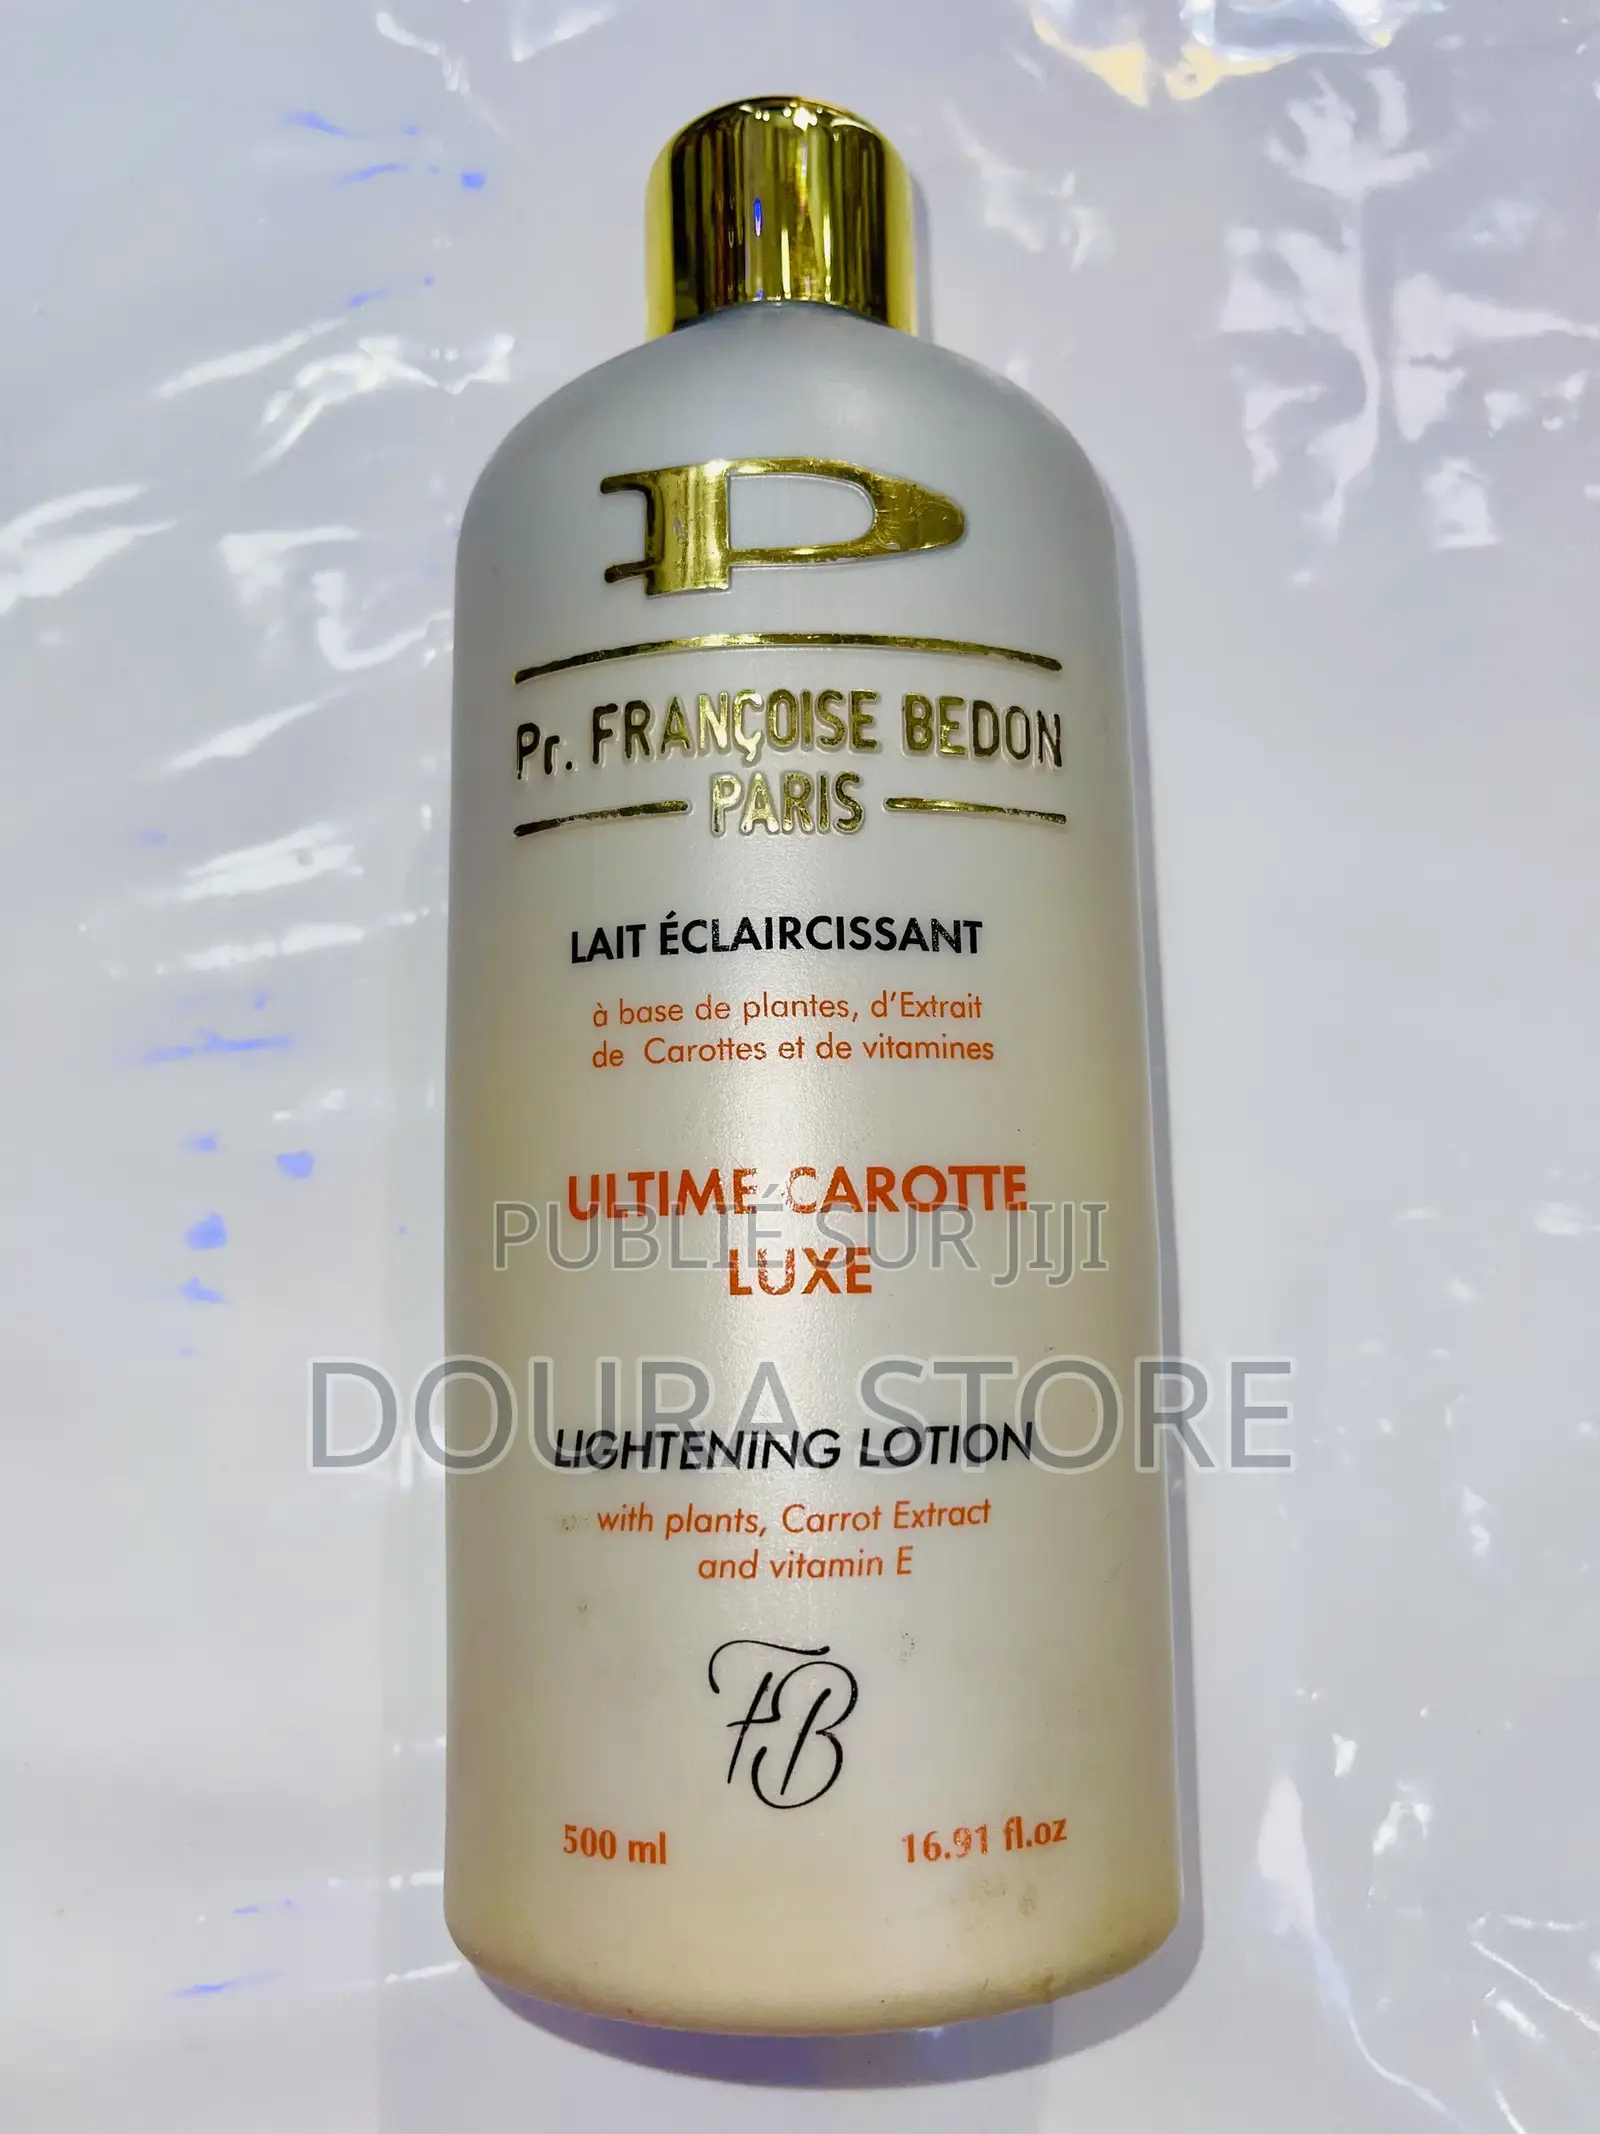 P
Pr. FRANÇOISE BEDON
PARIS
LAIT ÉCLAIRCISSANT
à base de plantes, d'Extrait
de Carottes et de vitamines
ULTIME CAROTTE
PUBLIÉ SUR JIJI
LUXE
DOURA STORE
LIGHTENING LOTION
with plants, Carrot Extract
and vitamin E
FB
500 ml 16.91 fl.oz